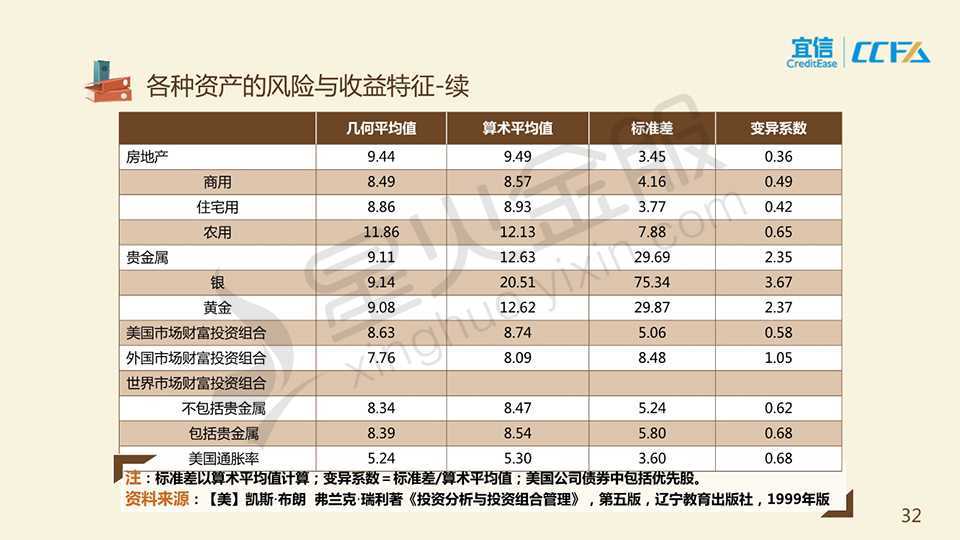 宜信 CreditEase CCFA
各种资产的风险与收益特征-续
几何平均值 算术平均值 标准差 变异系数
房地产 9.44 9.49 3.45 0.36
商用 8.49 8.57 4.16 0.49
住宅用 8.86 8.93 3.77 0.42
农用 11.86 12.13 7.88 0.65
贵金属 9.11 12.63 29.69 2.35
银 9.14 20.51 75.34 3.67
黄金 9.08 12.62 29.87 2.37
美国市场财富投资组合 8.63 8.74 5.06 0.58
外国市场财富投资组合 7.76 8.09 8.48 1.05
世界市场财富投资组合
不包括贵金属 8.34 8.47 5.24 0.62
包括贵金属 8.39 8.54 5.80 0.68
美国通胀率 5.24 5.30 3.60 0.68
注：标准差以算术平均值计算；变异系数＝标准差/算术平均值；美国公司债券中包括优先股。
资料来源：【美】凯斯·布朗 弗兰克·瑞利著《投资分析与投资组合管理》，第五版，辽宁教育出版社，1999年版
32
星火金服
xinghuo.yixin.com